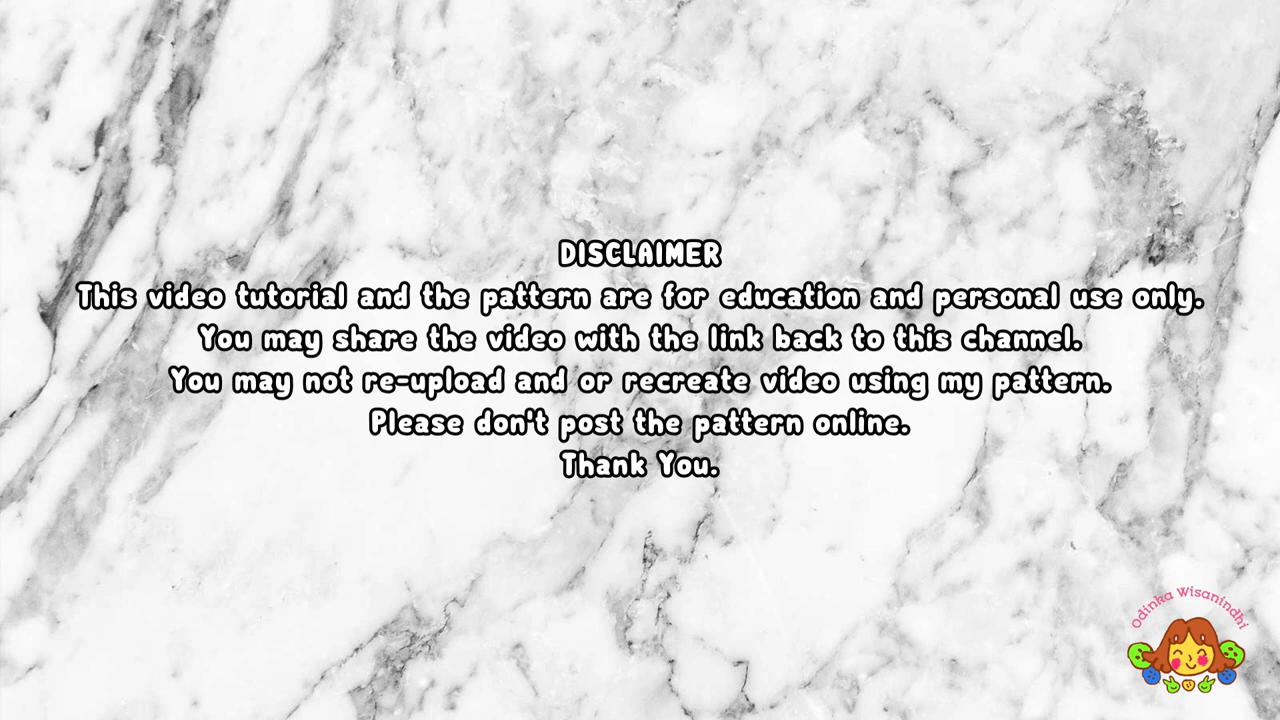 DISCLAIMER
This video tutorial and the pattern are for education and personal use only.
You may share the video with the link back to this channel.
You may not re-upload and or recreate video using my pattern.
Please don't post the pattern online.
Thank You.
Odinka Wisanindhi